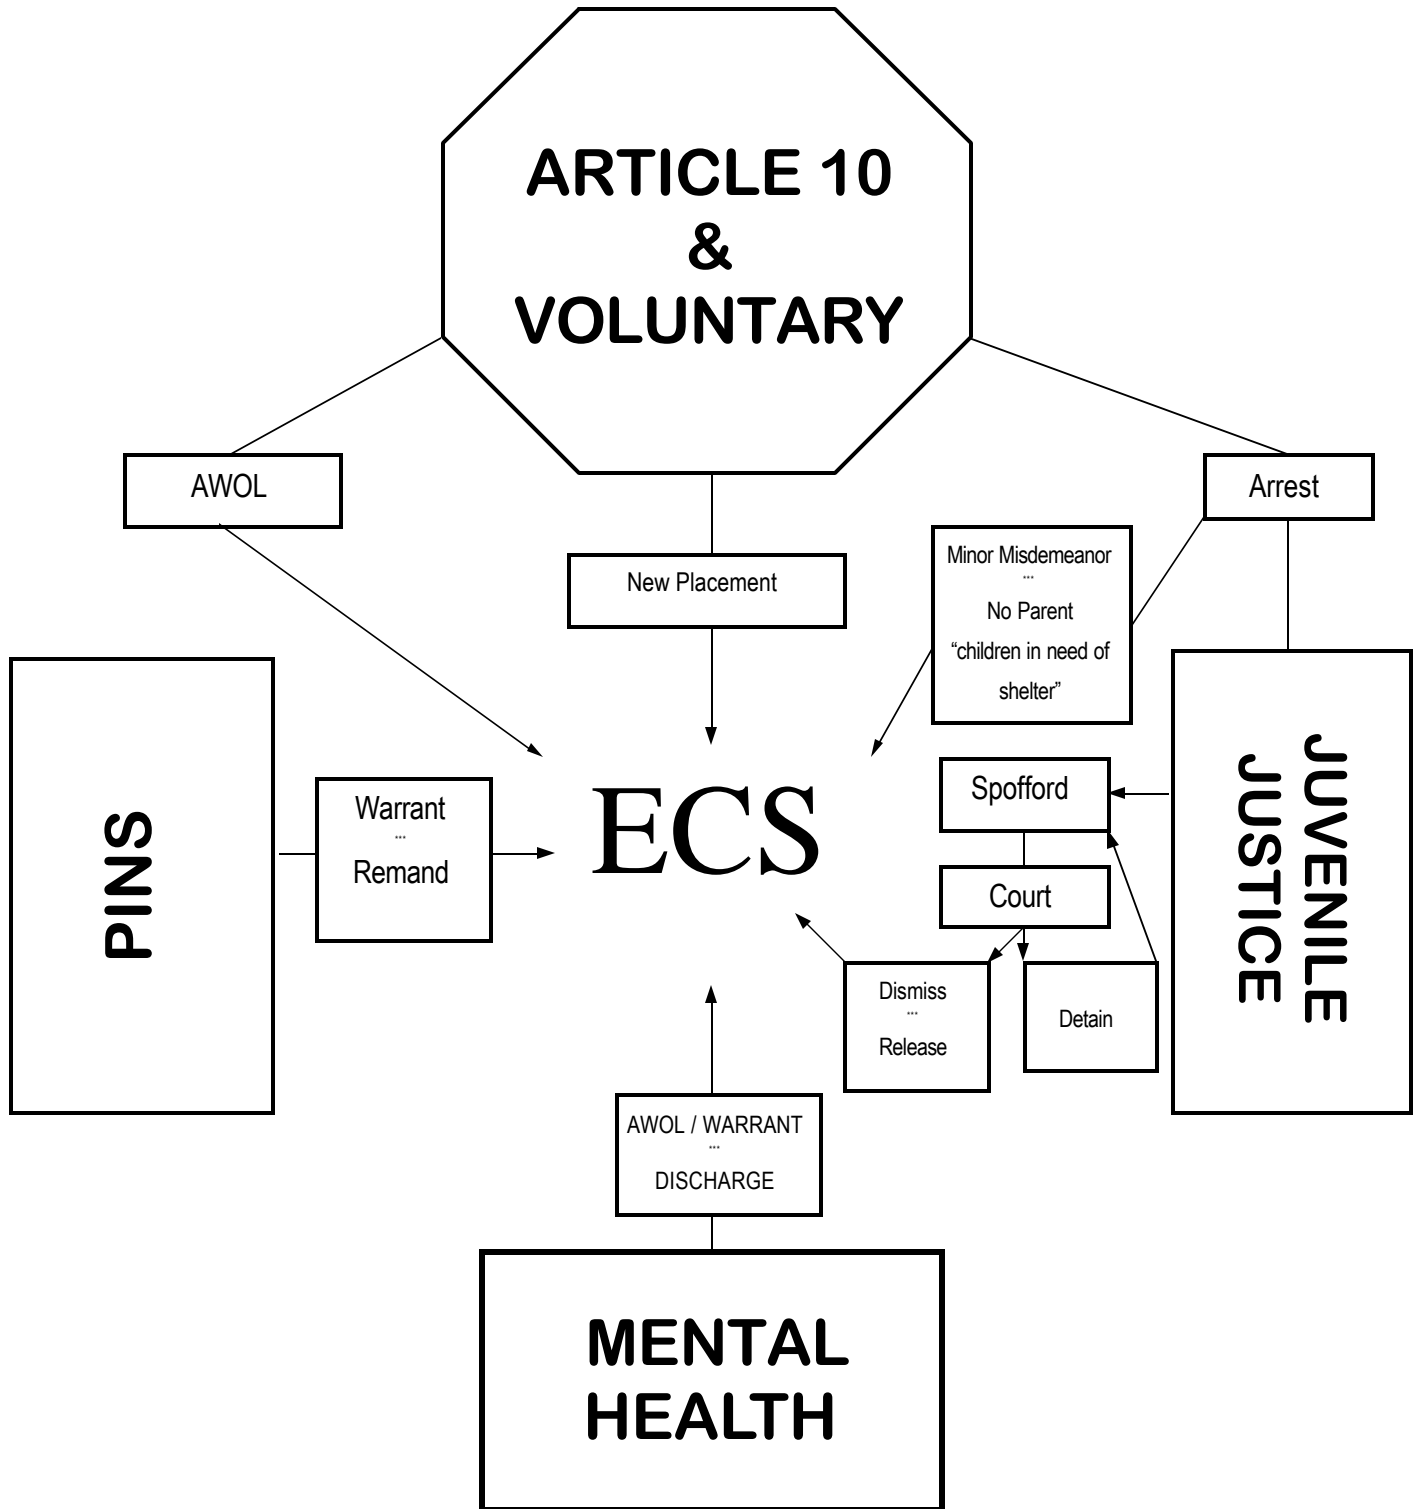 ARTICLE 10
&
VOLUNTARY
AWOL
Arrest
New Placement
Minor Misdemeanor
...
No Parent
“children in need of
shelter”
PINS
Warrant
...
Remand
ECS
Spofford
Court
JUVENILE
JUSTICE
Dismiss
...
Release
Detain
AWOL / WARRANT
...
DISCHARGE
MENTAL
HEALTH